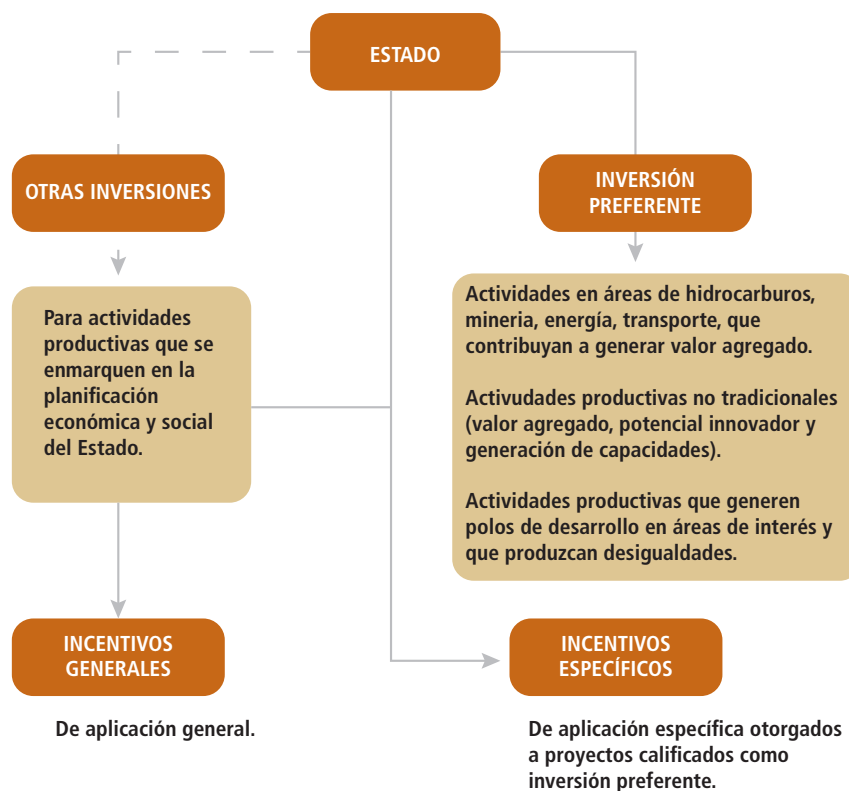 ESTADO
OTRAS INVERSIONES
INVERSIÓN
PREFERENTE
Para actividades
productivas que se
enmarquen en la
planificación
económica y social
del Estado.
Actividades en áreas de hidrocarburos,
mineria, energía, transporte, que
contribuyan a generar valor agregado.
Activudades productivas no tradicionales
(valor agregado, potencial innovador y
generación de capacidades).
Actividades productivas que generen
polos de desarrollo en áreas de interés y
que produzcan desigualdades.
INCENTIVOS
GENERALES
De aplicación general.
INCENTIVOS
ESPECÍFICOS
De aplicación específica otorgados
a proyectos calificados como
inversión preferente.